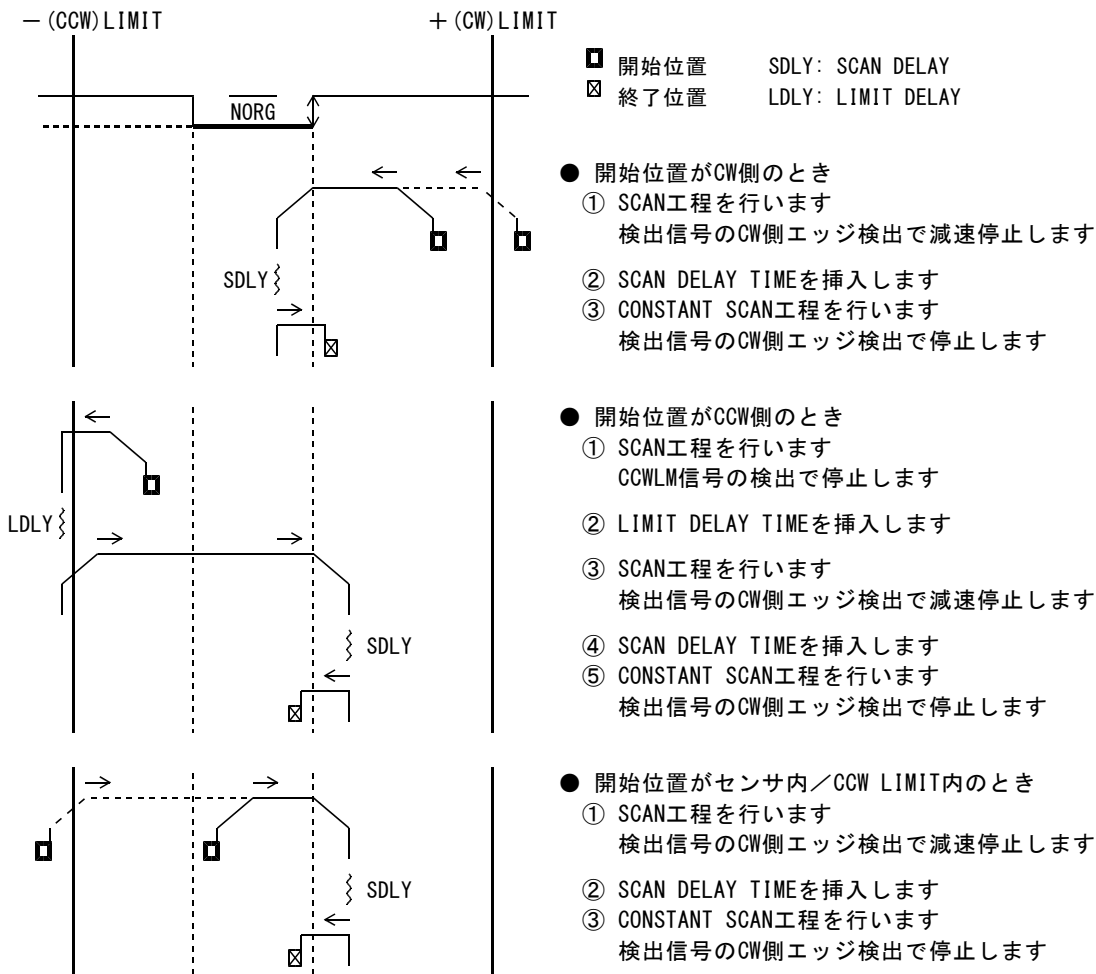 －(CCW)LIMIT
＋(CW)LIMIT
開始位置 SDLY: SCAN DELAY
終了位置 LDLY: LIMIT DELAY
NORG
● 開始位置がCW側のとき
① SCAN工程を行います
検出信号のCW側エッジ検出で減速停止します
SDLY
② SCAN DELAY TIMEを挿入します
③ CONSTANT SCAN工程を行います
検出信号のCW側エッジ検出で停止します
● 開始位置がCCW側のとき
① SCAN工程を行います
CCWLM信号の検出で停止します
LDLY
② LIMIT DELAY TIMEを挿入します
③ SCAN工程を行います
検出信号のCW側エッジ検出で減速停止します
SDLY
④ SCAN DELAY TIMEを挿入します
⑤ CONSTANT SCAN工程を行います
検出信号のCW側エッジ検出で停止します
● 開始位置がセンサ内／CCW LIMIT内のとき
① SCAN工程を行います
検出信号のCW側エッジ検出で減速停止します
SDLY
② SCAN DELAY TIMEを挿入します
③ CONSTANT SCAN工程を行います
検出信号のCW側エッジ検出で停止します